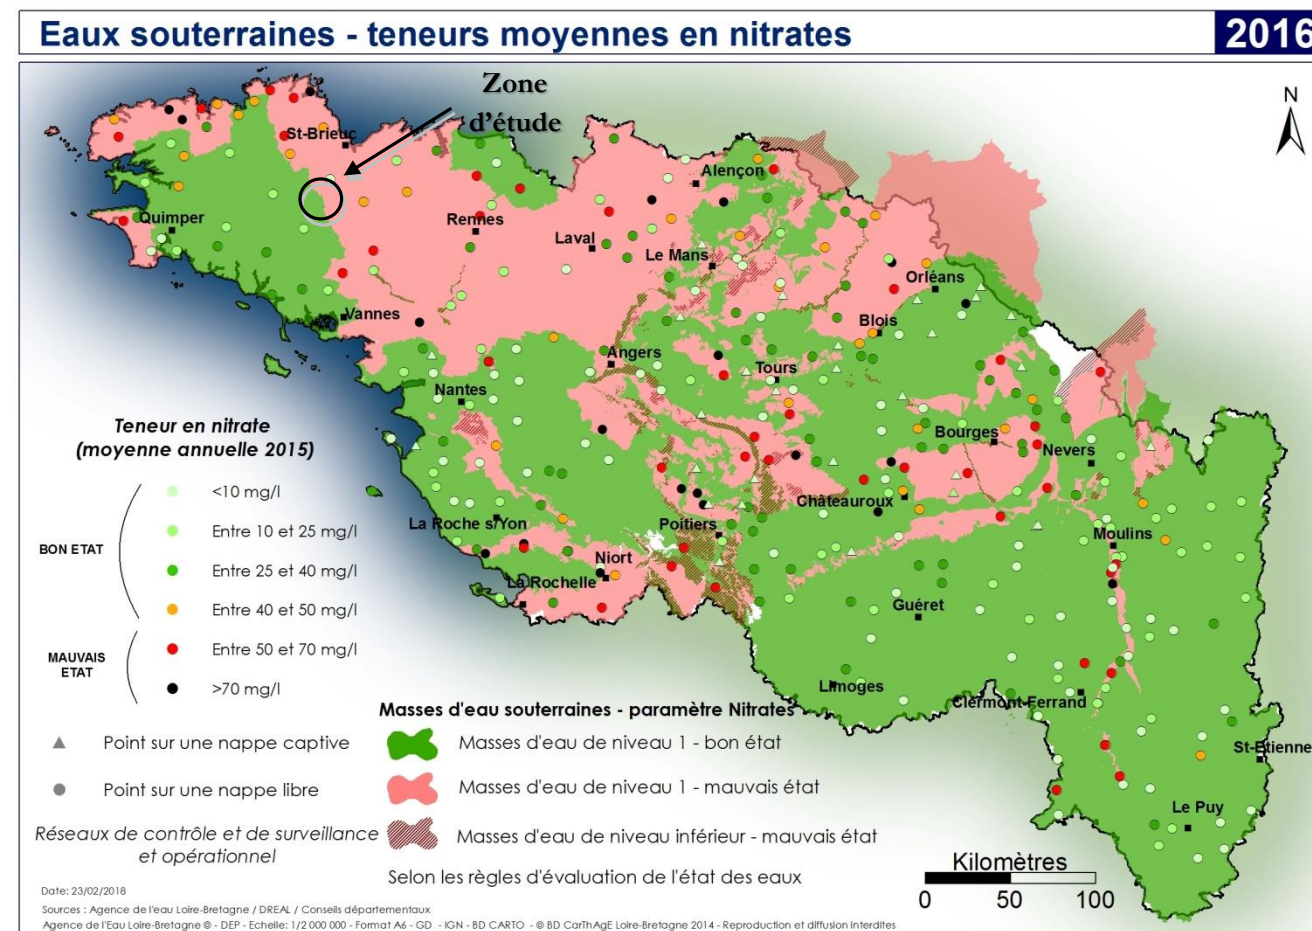 Eaux souterraines - teneurs moyennes en nitrates
2016
Zone
d'étude
N
St-Brieuc
Alençon
Quimper
Rennes
Laval
Le Mans
Orléans
Vannes
Blois
Angers
Tours
Nantes
Bourges
Nevers
Châteauroux
La Roche s/Yon
Poitiers
Moulins
Niort
La Rochelle
Guéret
Limoges
Clermont-Ferrand
St-Etienne
Le Puy
Teneur en nitrate
(moyenne annuelle 2015)
<10 mg/l
Entre 10 et 25 mg/l
BON ETAT
Entre 25 et 40 mg/l
Entre 40 et 50 mg/l
MAUVAIS
ETAT
Entre 50 et 70 mg/l
>70 mg/l
Point sur une nappe captive
Point sur une nappe libre
Réseaux de contrôle et de surveillance
et opérationnel
Masses d'eau souterraines - paramètre Nitrates
Masses d'eau de niveau 1 - bon état
Masses d'eau de niveau 1 - mauvais état
Masses d'eau de niveau inférieur - mauvais état
Selon les règles d'évaluation de l'état des eaux
Kilomètres
0 50 100
Date: 23/02/2018
Sources : Agence de l'eau Loire-Bretagne / DREAL / Conseils départementaux
Agence de l'Eau Loire-Bretagne © - DEP - Echelle: 1/2 000 000 - Format A6 - GD - IGN - BD CARTO - © BD CarThAgE Loire-Bretagne 2014 - Reproduction et diffusion interdites